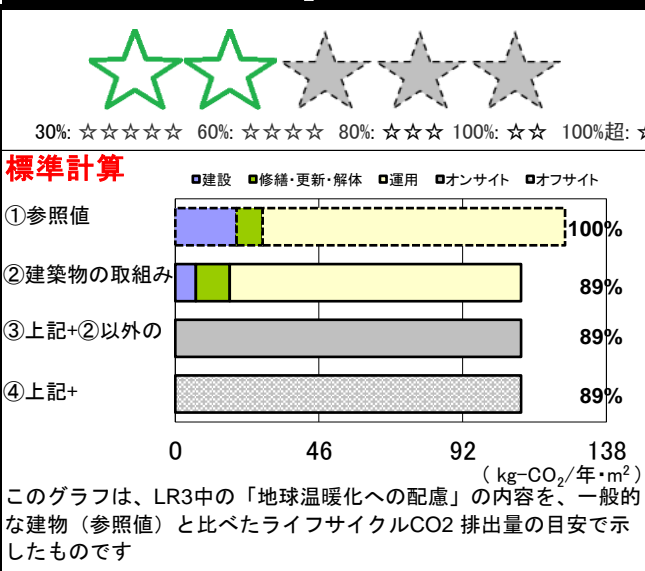 30%: ☆☆☆☆☆ 60%: ☆☆☆☆ 80%: ☆☆☆ 100%: ☆☆ 100%超: ☆
標準計算
■建設 ■修繕・更新・解体 ■運用 ■オンサイト ■オフサイト
①参照値 100%
②建築物の取組み 89%
③上記+②以外の 89%
④上記+ 89%
0 46 92 138
( kg-CO₂/年・m² )
このグラフは、LR3中の「地球温暖化への配慮」の内容を、一般的
な建物（参照値）と比べたライフサイクルCO2 排出量の目安で示
したものです